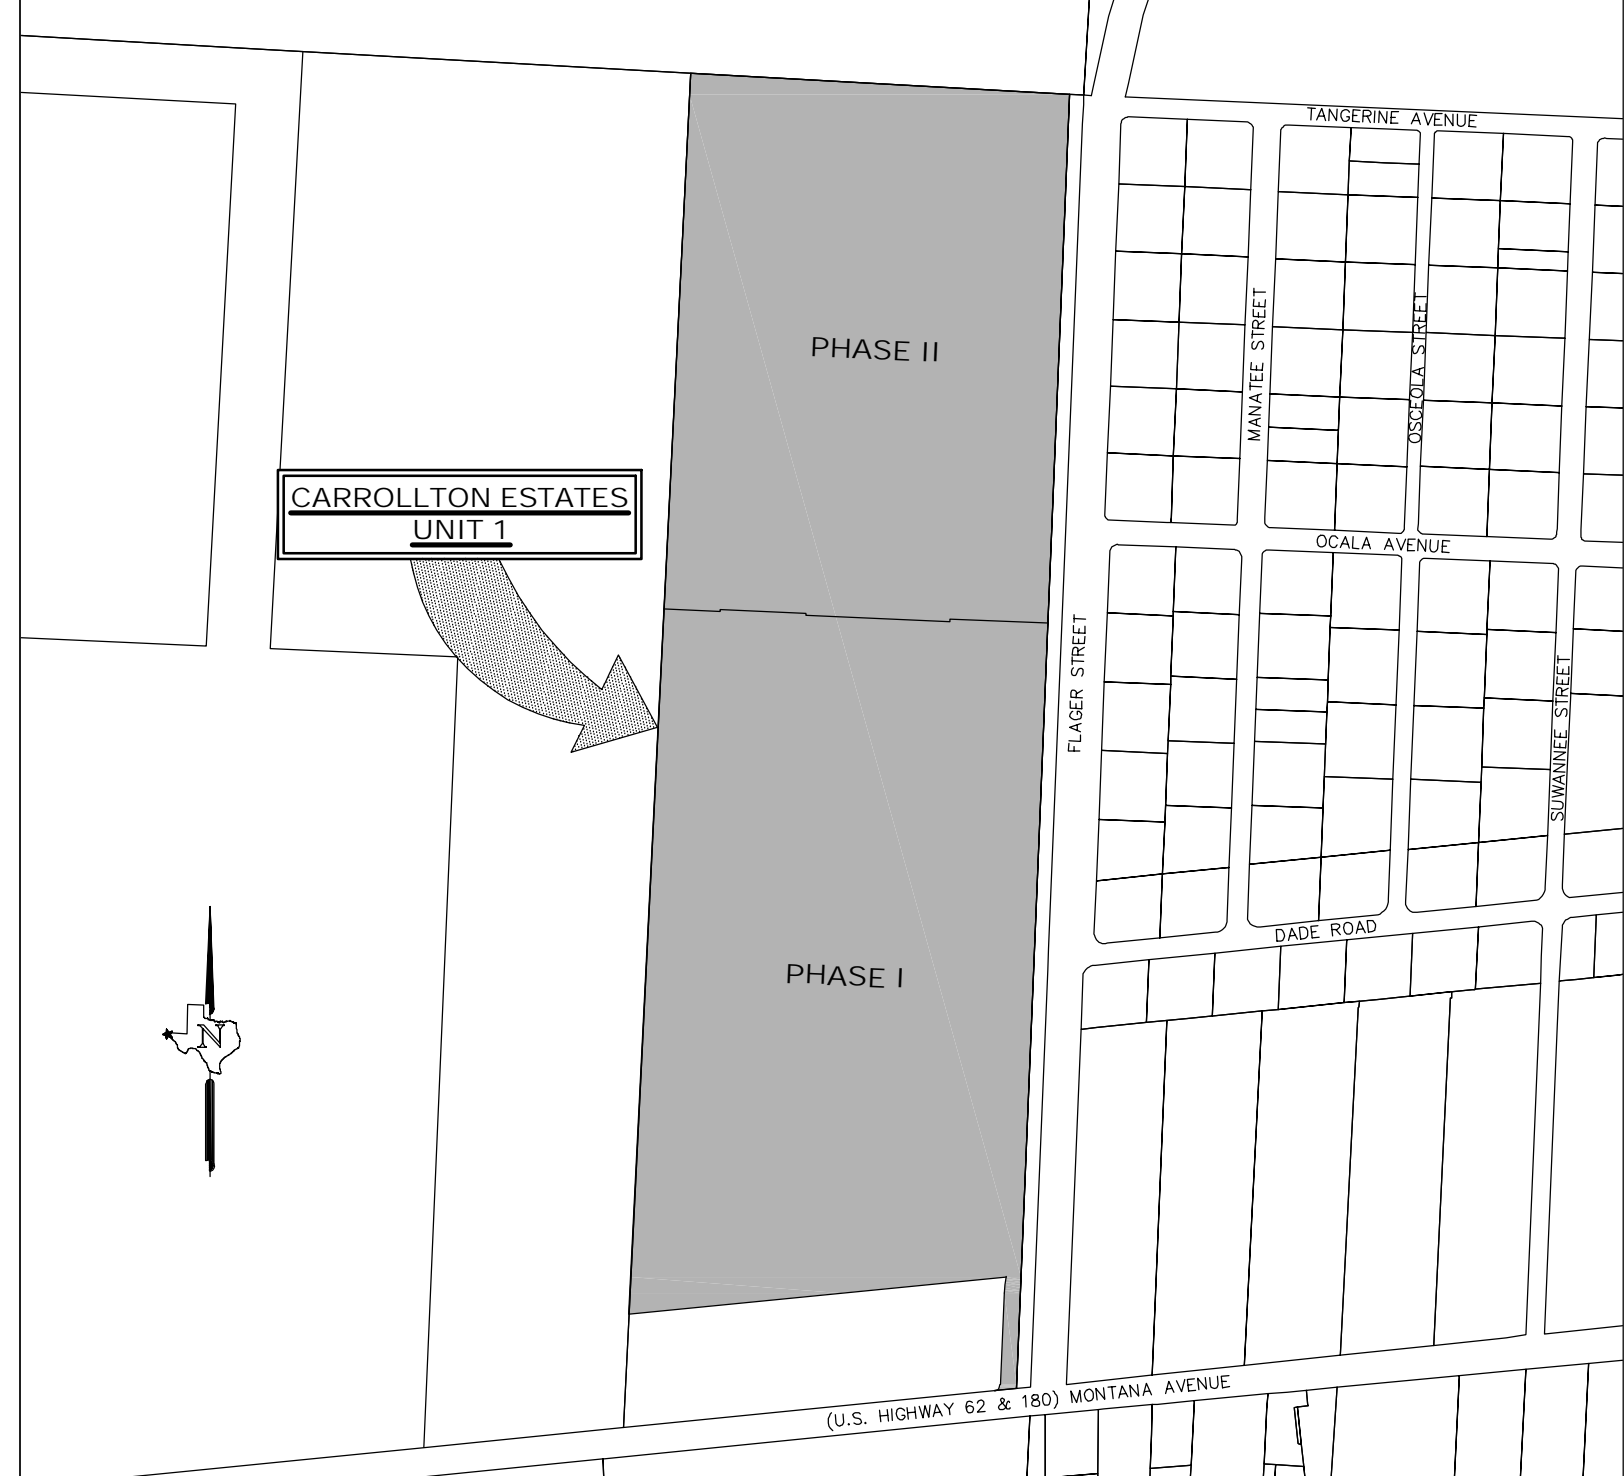 TANGERINE AVENUE
MANATEE STREET
OSCEOLA STREET
PHASE II
CARROLLTON ESTATES
UNIT 1
OCALA AVENUE
FLAGER STREET
SUWANNEE STREET
DADE ROAD
PHASE I
N
(U.S. HIGHWAY 62 & 180) MONTANA AVENUE